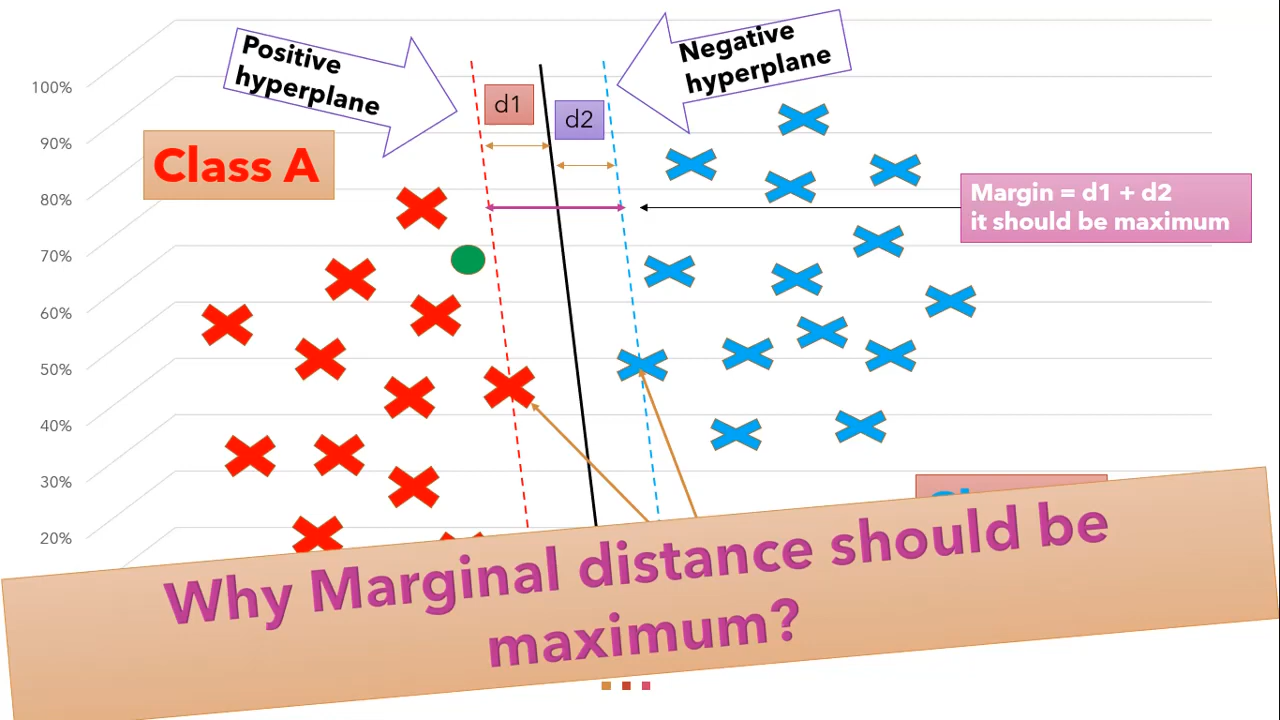 Positive
hyperplane
Negative
hyperplane
d1
d2
Class A
Margin = d1 + d2
it should be maximum
100%
90%
80%
70%
60%
50%
40%
30%
20%
Why Marginal distance should be
maximum?